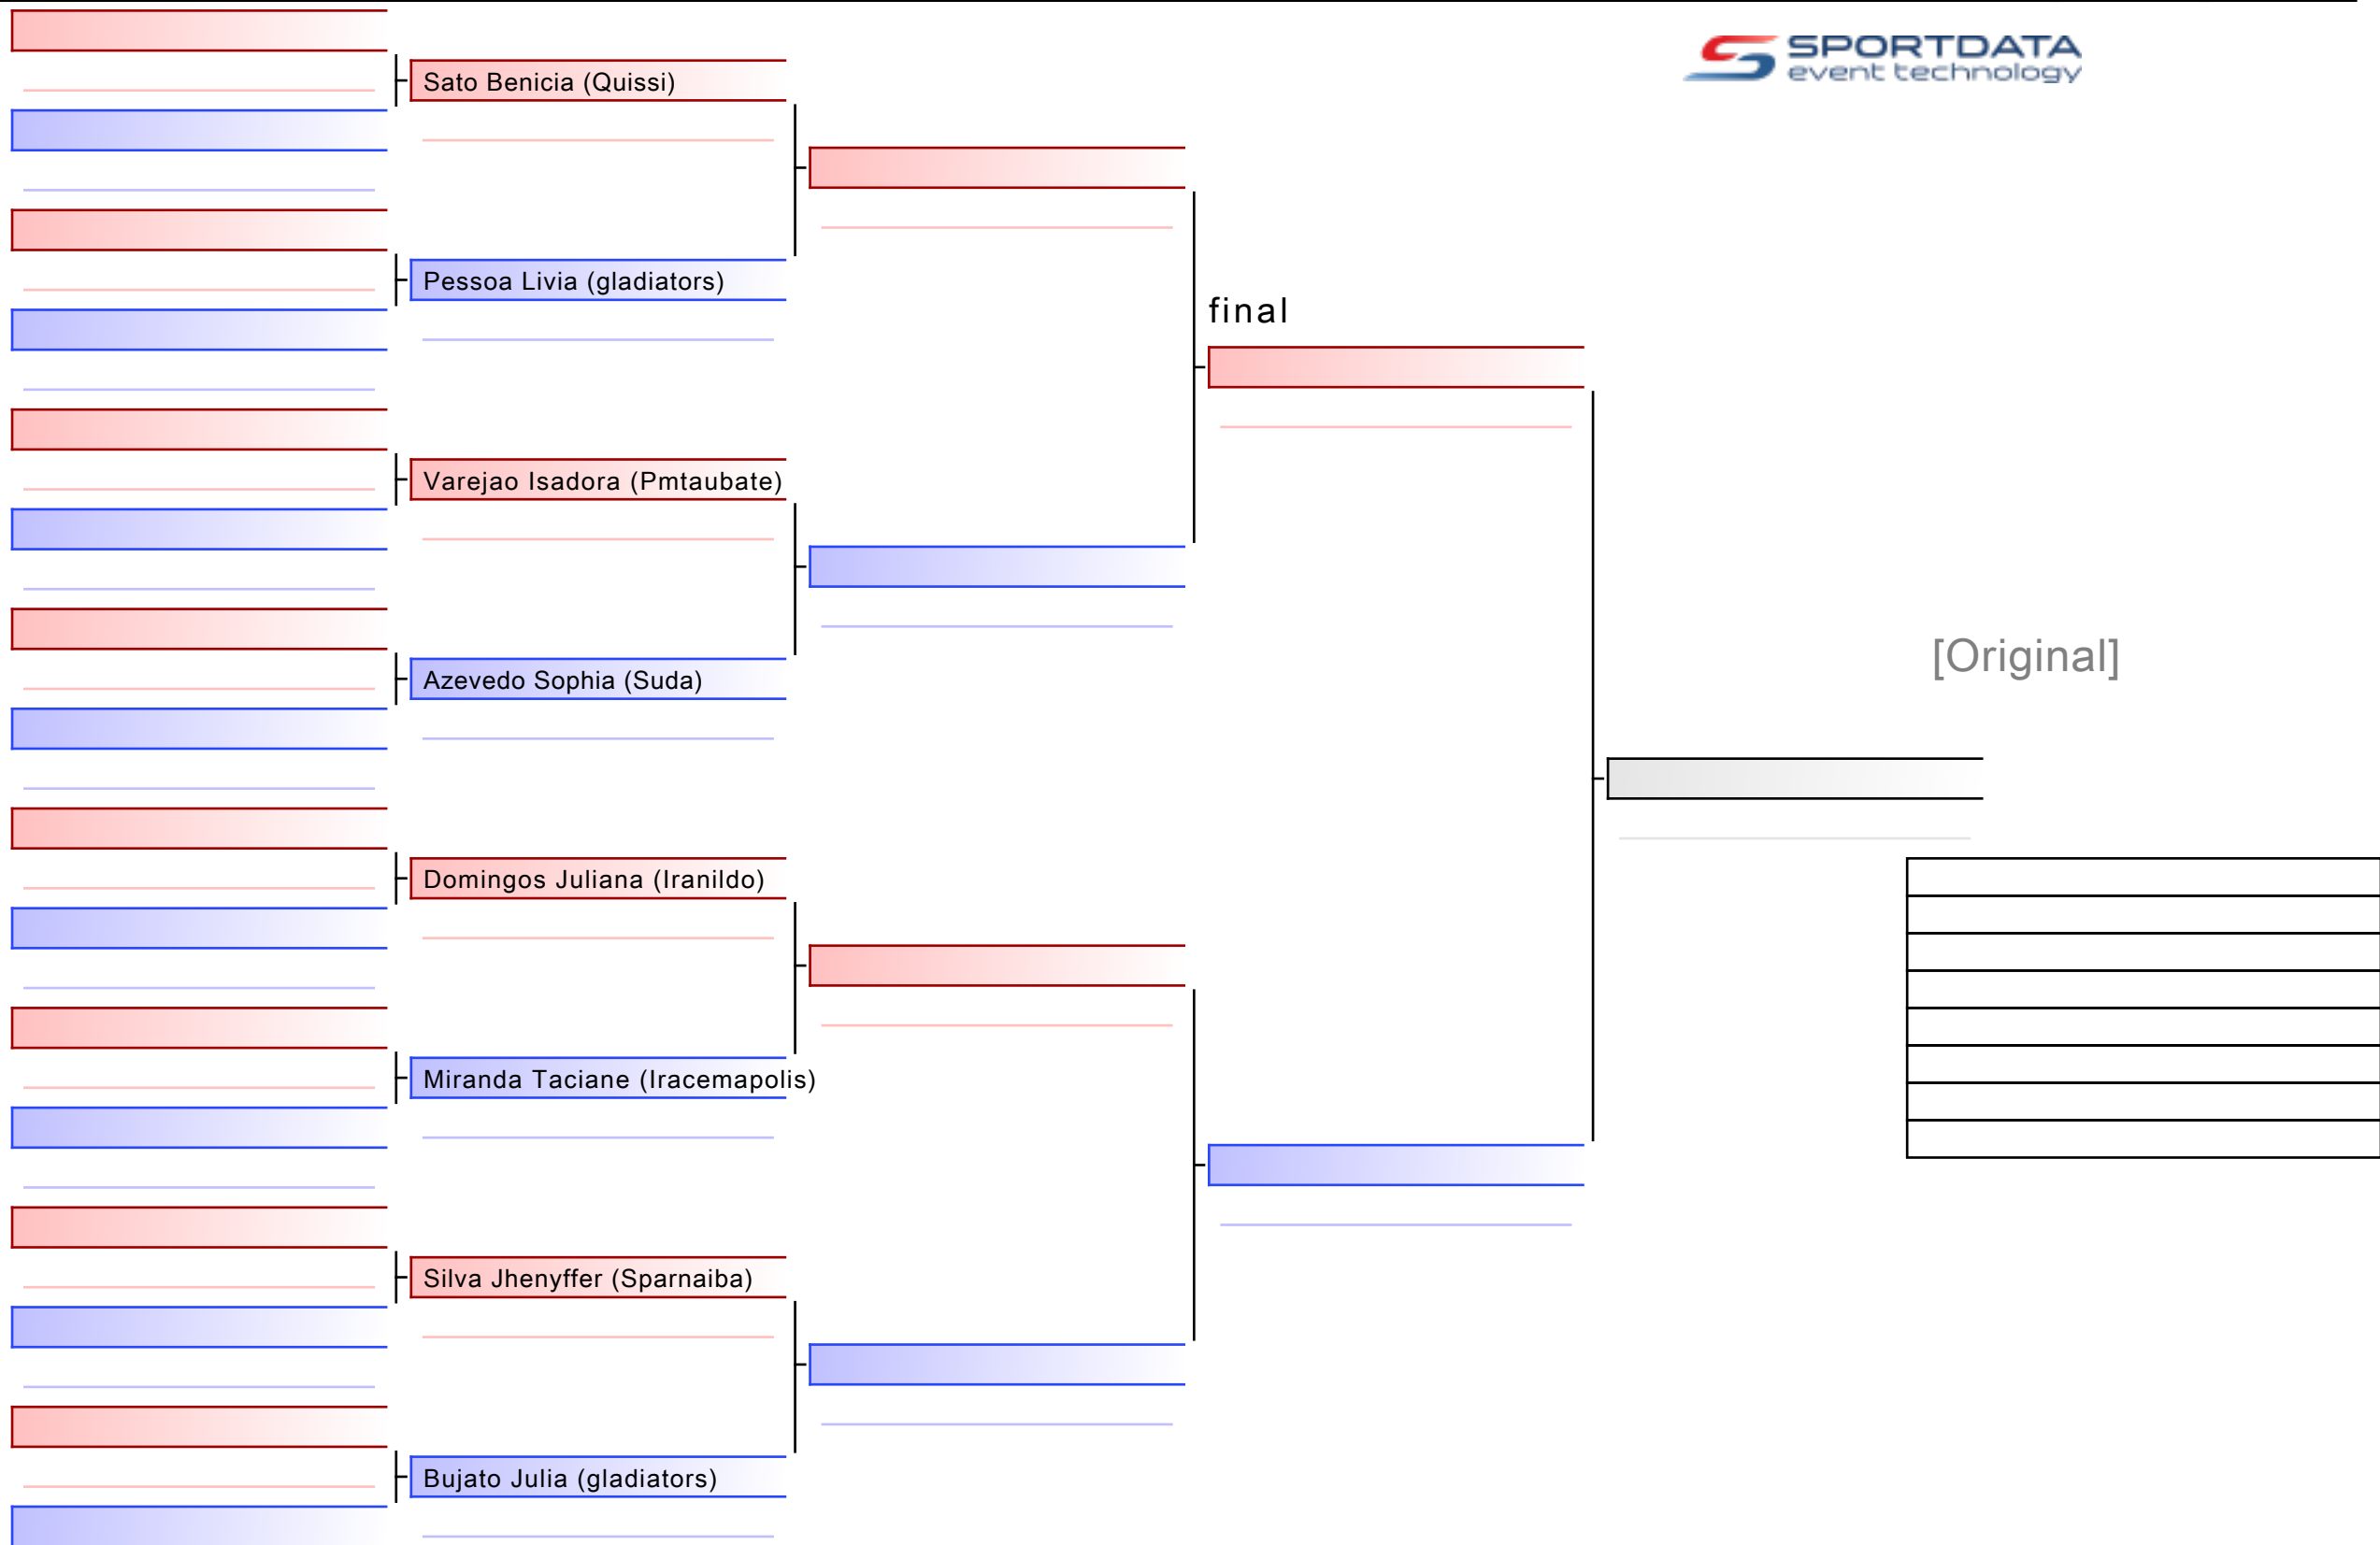 SPORTDATA
event technology
Sato Benicia (Quissi)
Pessoa Livia (gladiators)
final
Varejao Isadora (Pmtaubate)
[Original]
Azevedo Sophia (Suda)
Domingos Juliana (Iranildo)
Miranda Taciane (Iracemapolis)
Silva Jhenyffer (Sparnaiba)
Bujato Julia (gladiators)